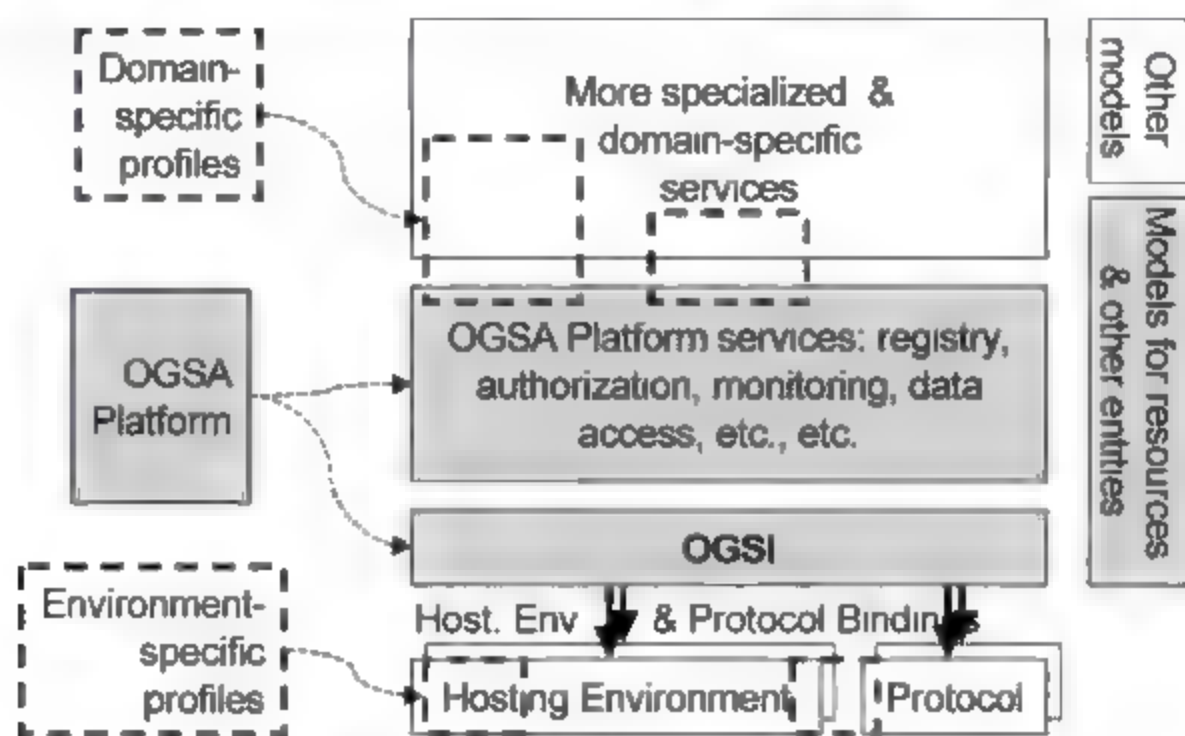 Domain-
specific
profiles
More specialized &
domain-specific
services
Other
models
OGSA
Platform
OGSA Platform services: registry,
authorization, monitoring, data
access, etc., etc.
Models for resources
& other entities
OGSI
Environment-
specific
profiles
Host. Env & Protocol
Hosting Environment
Protocol